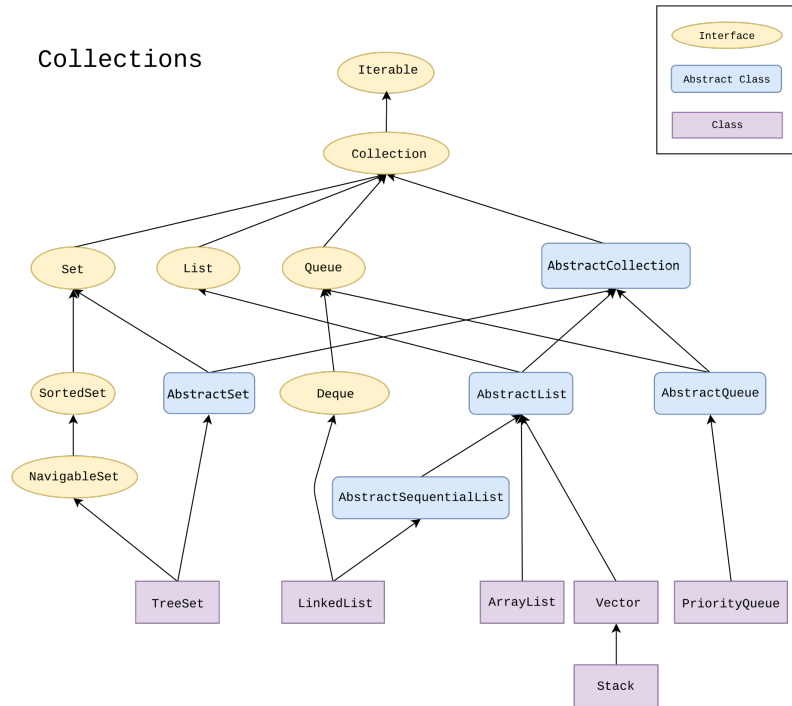 Collections
Interface
Abstract Class
Class
Iterable
Collection
Set
List
Queue
AbstractCollection
SortedSet
AbstractSet
Deque
AbstractList
AbstractQueue
NavigableSet
AbstractSequentialList
TreeSet
LinkedList
ArrayList
Vector
PriorityQueue
Stack